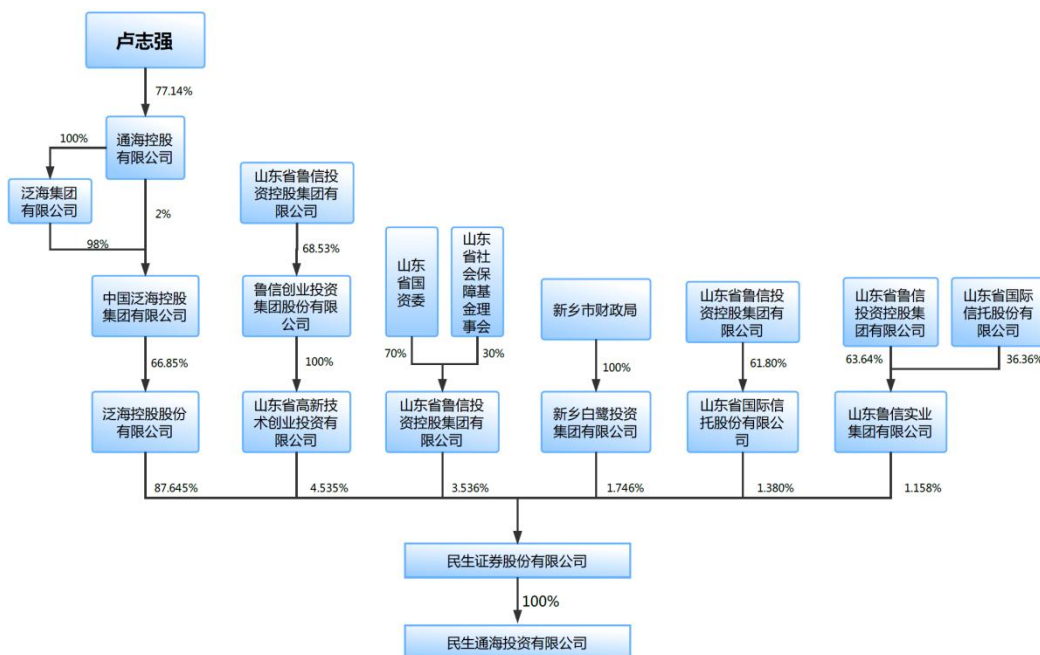 卢志强
77.14%
100%
通海控股
有限公司
泛海集团
有限公司
2%
98%
山东省鲁信投
资控股集团有
限公司
68.53%
中国泛海控股
集团有限公司
鲁信创业投资
集团股份有限
公司
山东省国
资委
山东
省社
会保
障基
金理
事会
新乡市财政局
山东省鲁信投
资控股集团有
限公司
山东省鲁信
投资控股集
团有限公司
山东省国际
信托股份有
限公司
66.85%
100%
70%
30%
100%
61.80%
63.64%
36.36%
泛海控股股份
有限公司
山东省高新技
术创业投资有
限公司
山东省鲁信投
资控股集团有
限公司
新乡白鹭投资
集团有限公司
山东省国际信
托股份有限公
司
山东鲁信实业
集团有限公司
87.645%
4.535%
3.536%
1.746%
1.380%
1.158%
民生证券股份有限公司
100%
民生通海投资有限公司